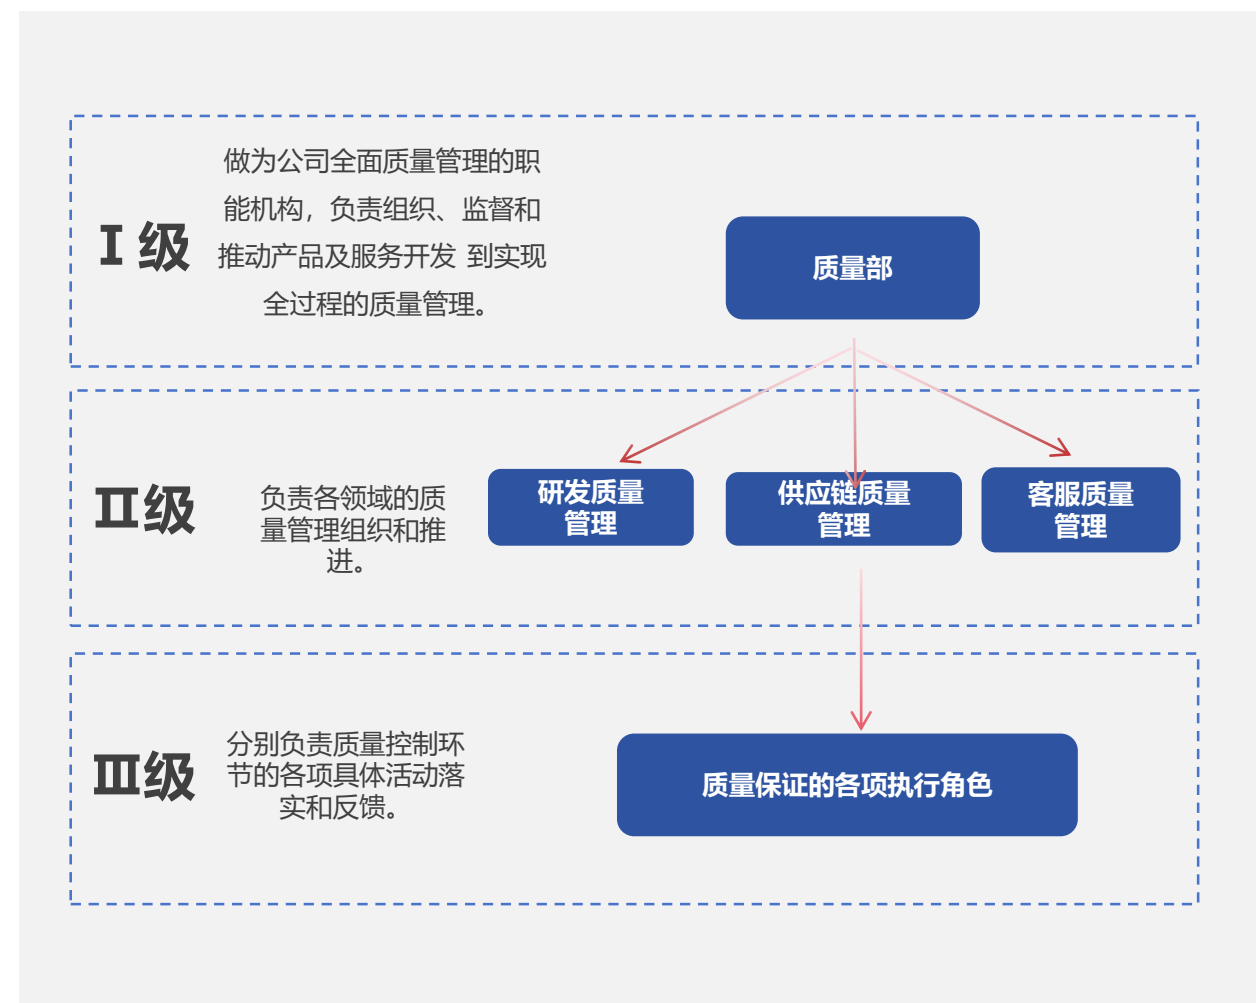 Ⅰ 级
做为公司全面质量管理的职
能机构，负责组织、监督和
推动产品及服务开发 到实现
全过程的质量管理。
质量部
Ⅱ级
负责各领域的质
量管理组织和推
进。
研发质量
管理
供应链质量
管理
客服质量
管理
Ⅲ级
分别负责质量控制环
节的各项具体活动落
实和反馈。
质量保证的各项执行角色